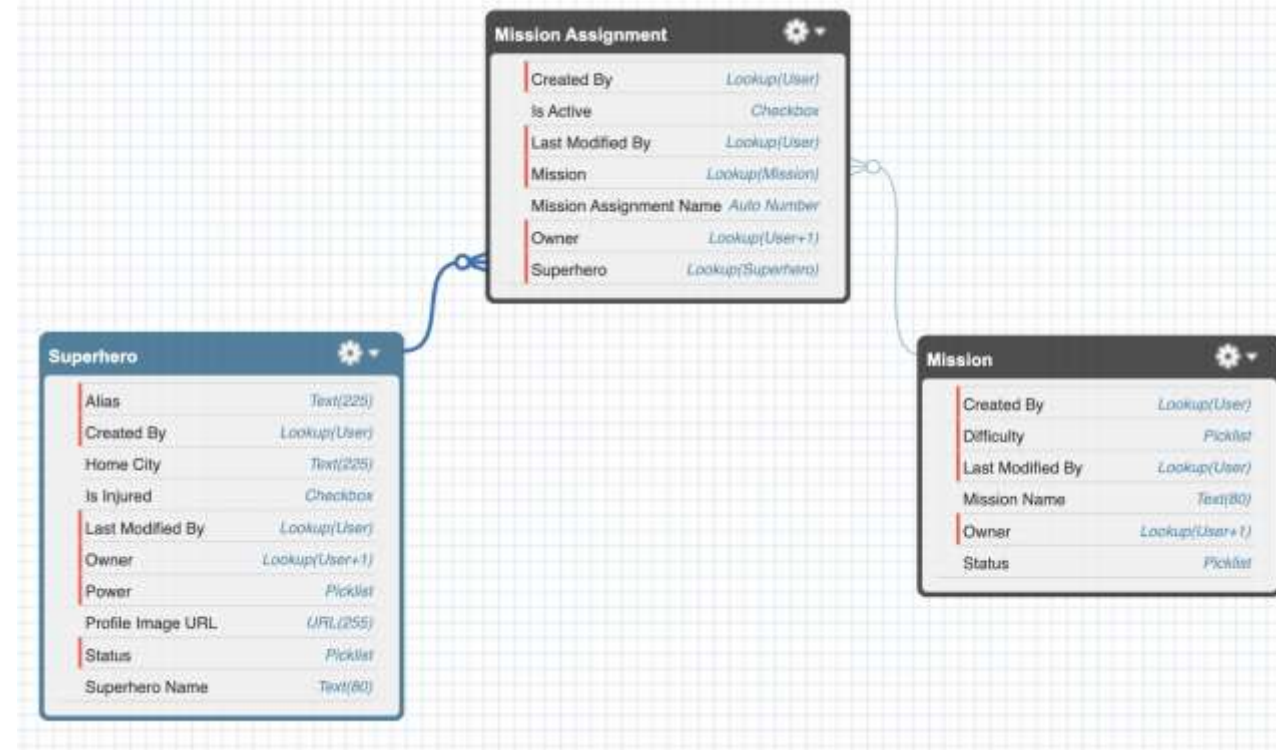 Mission Assignment
Created By Lookup(User)
Is Active Checkbox
Last Modified By Lookup(User)
Mission Lookup(Mission)
Mission Assignment Name Auto Number
Owner Lookup(User+1)
Superhero Lookup(Superhero)
Superhero
Alias Text(225)
Created By Lookup(User)
Home City Text(225)
Is Injured Checkbox
Last Modified By Lookup(User)
Owner Lookup(User+1)
Power Picklist
Profile Image URL URL(255)
Status Picklist
Superhero Name Text(80)
Mission
Created By Lookup(User)
Difficulty Picklist
Last Modified By Lookup(User)
Mission Name Text(80)
Owner Lookup(User+1)
Status Picklist